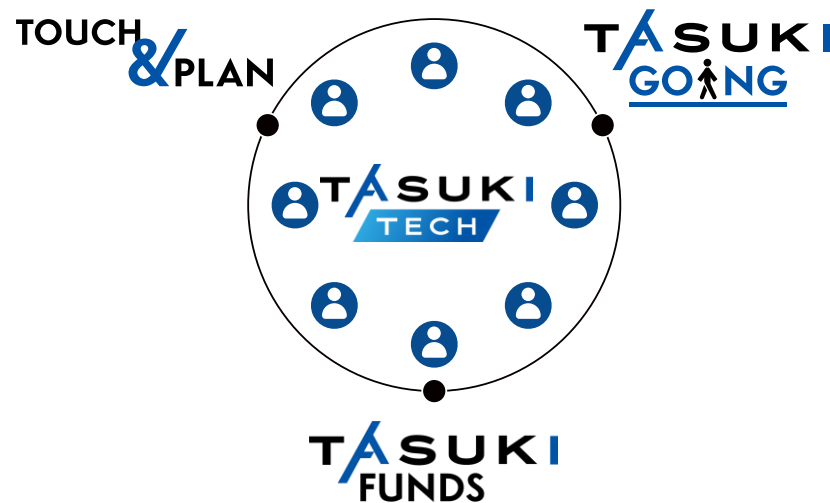 TOUCH
&PLAN
TASUKI
GOING
TASUKI
TECH
TASUKI
FUNDS